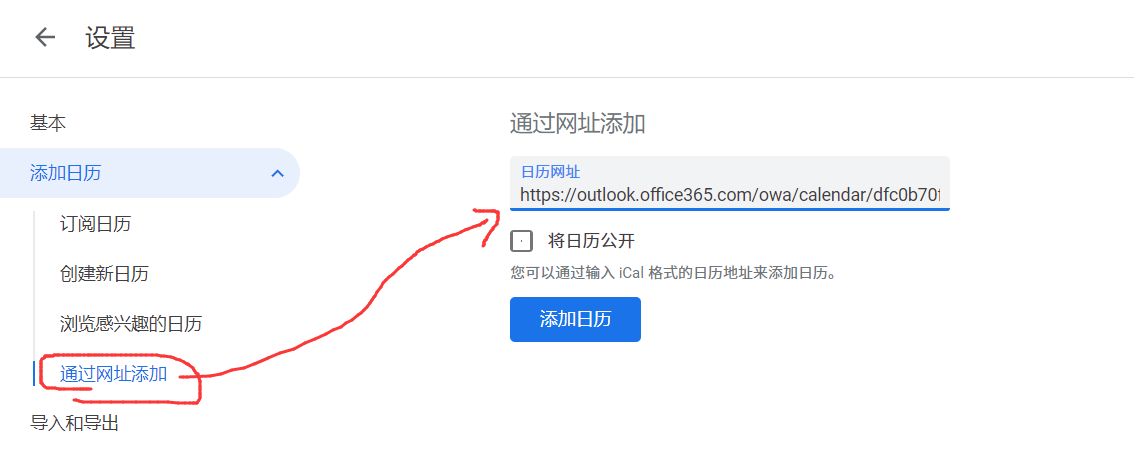 设置
基本
添加日历
订阅日历
创建新日历
浏览感兴趣的日历
通过网址添加
导入和导出
通过网址添加
日历网址
https://outlook.office365.com/owa/calendar/dfc0b70f
将日历公开
您可以通过输入 iCal 格式的日历地址来添加日历。
添加日历